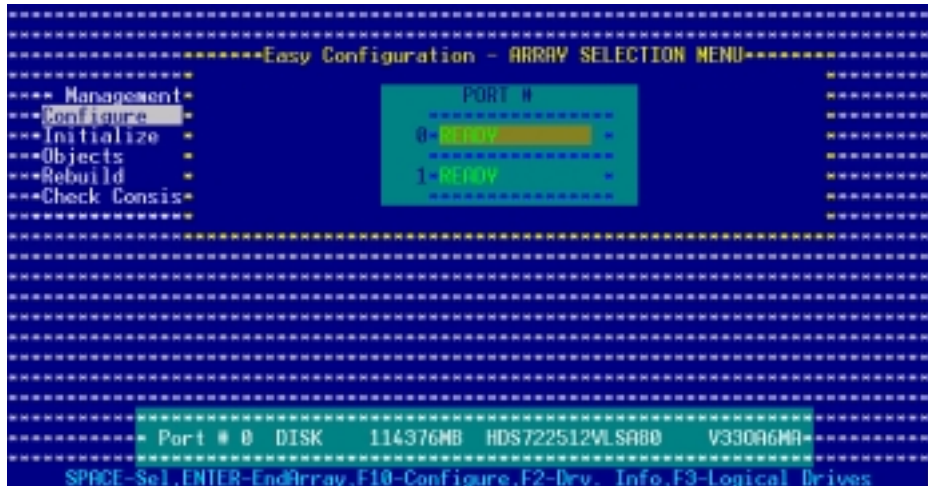 Easy Configuration - ARRAY SELECTION MENU
Management
Configure
Initialize
Objects
Rebuild
Check Consis
PORT #
0 READY
1 READY
Port # 0 DISK 114376MB HDS722512VLSA80 V33OA6MA
SPACE-Sel,ENTER-EndArray,F10-Configure,F2-Drv. Info,F3-Logical Drives